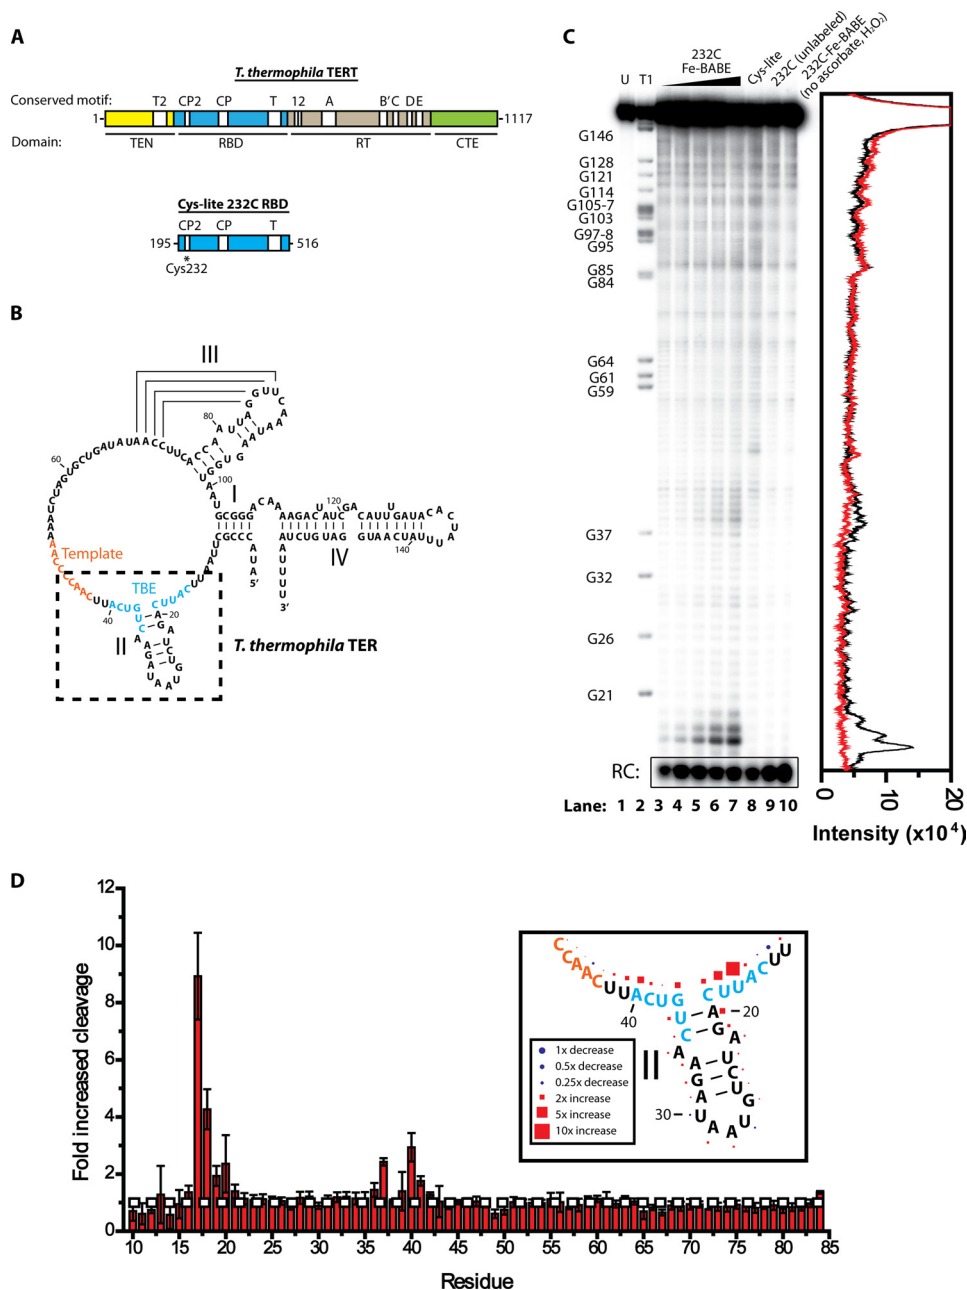 A
T. thermophila TERT
Conserved motif: T2 CP2 CP T 1 2 A B' C D E
1 1117
Domain: TEN RBD RT CTE
Cys-lite 232C RBD
CP2 CP T
195 516
*
Cys232
B
III
80
60
100
I
120
IV
140
5'
3'
Template
TBE
40
20
II
T. thermophila TER
C
U T1 232C Fe-BABE Cys-lite 232C (unlabeled) 232C-Fe-BABE (no ascorbate, H₂O₂)
G146
G128
G121
G114
G105-7
G103
G97-8
G95
G85
G84
G64
G61
G59
G37
G32
G26
G21
RC:
Lane: 1 2 3 4 5 6 7 8 9 10
0 10 20
Intensity (x10⁴)
D
Fold increased cleavage
12
10
8
6
4
2
0
10 15 20 25 30 35 40 45 50 55 60 65 70 75 80 85
Residue
40
20
30
II
1x decrease
0.5x decrease
0.25x decrease
2x increase
5x increase
10x increase